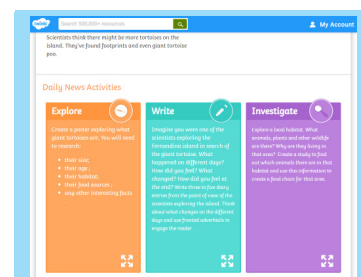 twinkl
Search 500,000+ resources
My Account
Scientists think there might be more tortoises on the
island. They've found footprints and even giant tortoise
poo.
Daily News Activities
Explore
Create a poster exploring what
giant tortoises are. You will need
to research:
• their size;
• their age;
• their habitat;
• their food sources;
• any other interesting facts
Write
Imagine you were one of the
scientists exploring the
Fernandina island in search of
the giant tortoise. What
happened on different days?
How did you feel? What
changed? How did you feel at
the end? Write three to five diary
entries from the point of view of the
scientists exploring the island. Think
about what changes on the different
days and use fronted adverbials to
engage the reader
Investigate
Explore a local habitat. What
animals, plants and other wildlife
are there? Why are they living in
that area? Create a study to find
out which animals there are in that
habitat and use this information to
create a food chain for that area.